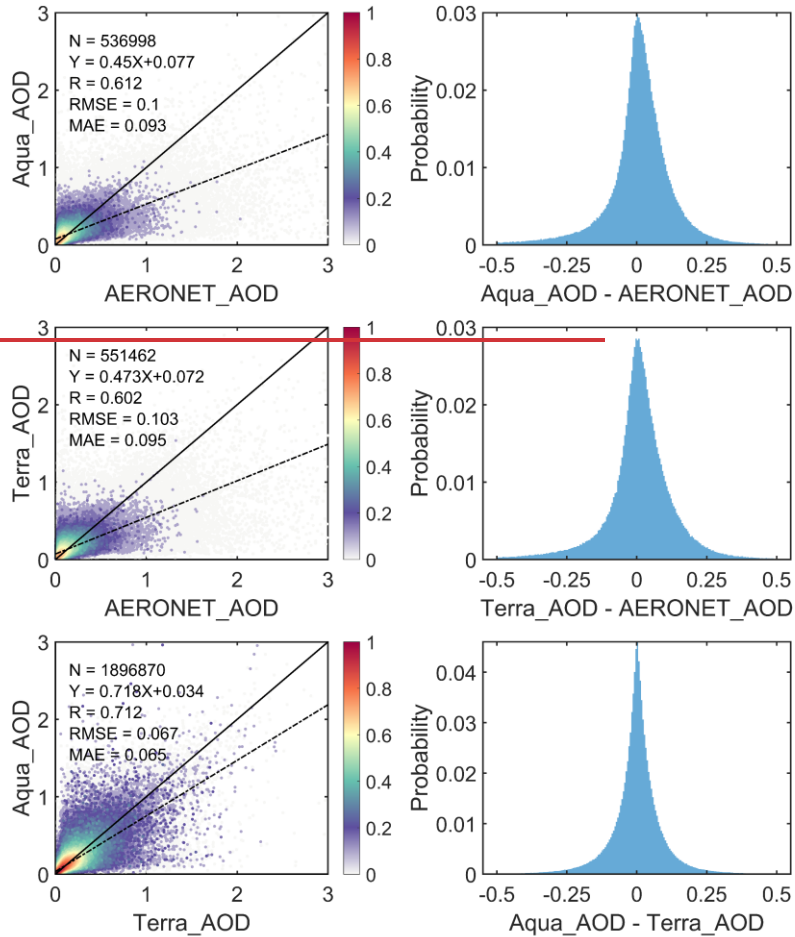 3
2
1
0
Aqua_AOD
N = 536998
Y = 0.45X+0.077
R = 0.612
RMSE = 0.1
MAE = 0.093
0 1 2 3
AERONET_AOD
1
0.8
0.6
0.4
0.2
0
0.03
0.02
0.01
0
Probability
-0.5 -0.25 0 0.25 0.5
Aqua_AOD - AERONET_AOD
3
2
1
0
Terra_AOD
N = 551462
Y = 0.473X+0.072
R = 0.602
RMSE = 0.103
MAE = 0.095
0 1 2 3
AERONET_AOD
1
0.8
0.6
0.4
0.2
0
0.03
0.02
0.01
0
Probability
-0.5 -0.25 0 0.25 0.5
Terra_AOD - AERONET_AOD
3
2
1
0
Aqua_AOD
N = 1896870
Y = 0.718X+0.034
R = 0.712
RMSE = 0.067
MAE = 0.065
0 1 2 3
Terra_AOD
1
0.8
0.6
0.4
0.2
0
0.04
0.03
0.02
0.01
0
Probability
-0.5 -0.25 0 0.25 0.5
Aqua_AOD - Terra_AOD